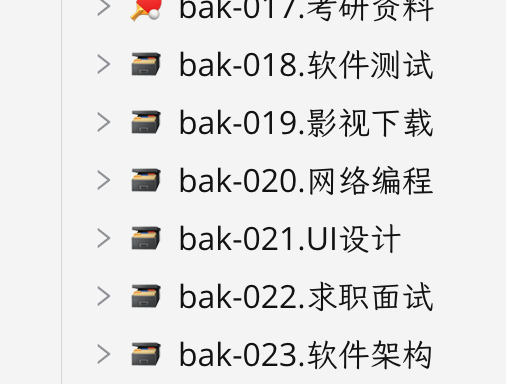 bak-017.考研资料
bak-018.软件测试
bak-019.影视下载
bak-020.网络编程
bak-021.UI设计
bak-022.求职面试
bak-023.软件架构